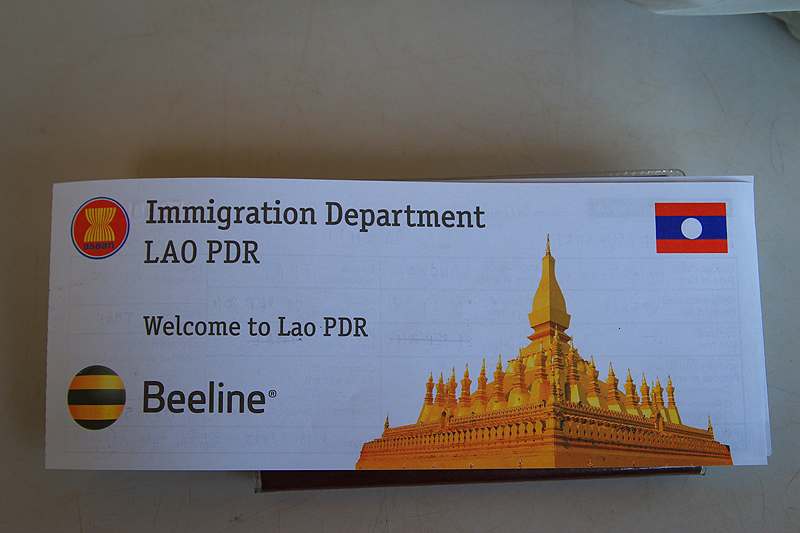 asean
Immigration Department
LAO PDR
Welcome to Lao PDR
Beeline®